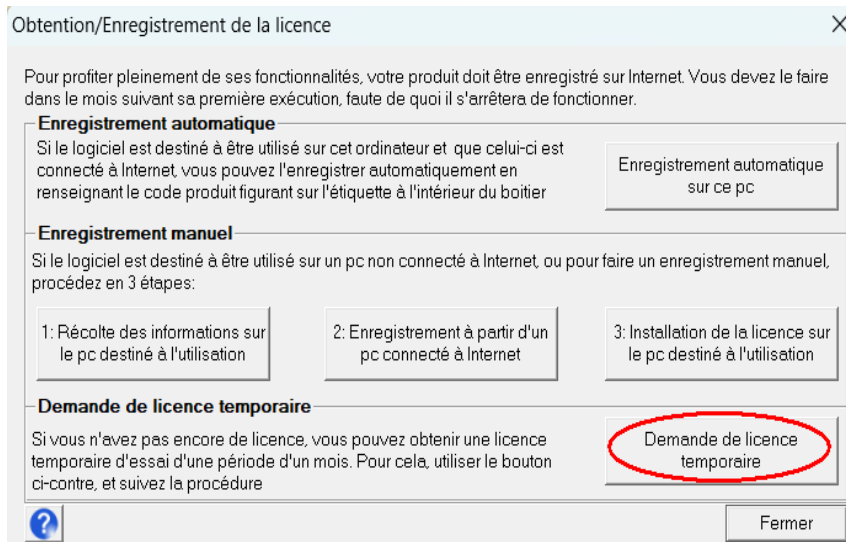 Obtention/Enregistrement de la licence
Pour profiter pleinement de ses fonctionnalités, votre produit doit être enregistré sur Internet. Vous devez le faire
dans le mois suivant sa première exécution, faute de quoi il s'arrêtera de fonctionner.
Enregistrement automatique
Si le logiciel est destiné à être utilisé sur cet ordinateur et que celui-ci est
connecté à Internet, vous pouvez l'enregistrer automatiquement en
renseignant le code produit figurant sur l'étiquette à l'intérieur du boitier
Enregistrement automatique
sur ce pc
Enregistrement manuel
Si le logiciel est destiné à être utilisé sur un pc non connecté à Internet, ou pour faire un enregistrement manuel,
procédez en 3 étapes:
1: Récolte des informations sur
le pc destiné à l'utilisation
2: Enregistrement à partir d'un
pc connecté à Internet
3: Installation de la licence sur
le pc destiné à l'utilisation
Demande de licence temporaire
Si vous n'avez pas encore de licence, vous pouvez obtenir une licence
temporaire d'essai d'une période d'un mois. Pour cela, utiliser le bouton
ci-contre, et suivez la procédure
Demande de licence
temporaire
?
Fermer